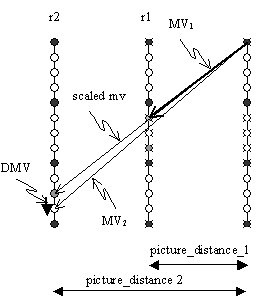 r2 r1
MV1
scaled mv
DMV
MV2
picture_distance_1
picture_distance 2